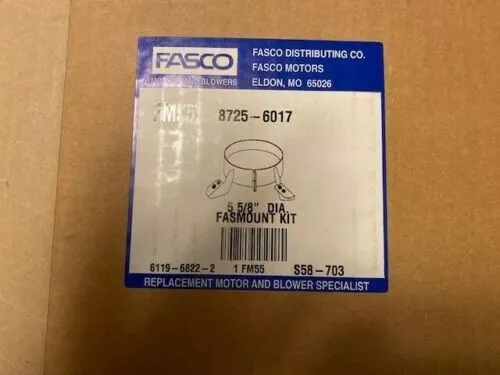 FASCO
MOTORS AND BLOWERS
FASCO DISTRIBUTING CO.
FASCO MOTORS
ELDON, MO 65026
8725-6017
5 5/8" DIA.
FASMOUNT KIT
6119-6822-2 1 FM55 S58-703
REPLACEMENT MOTOR AND BLOWER SPECIALIST